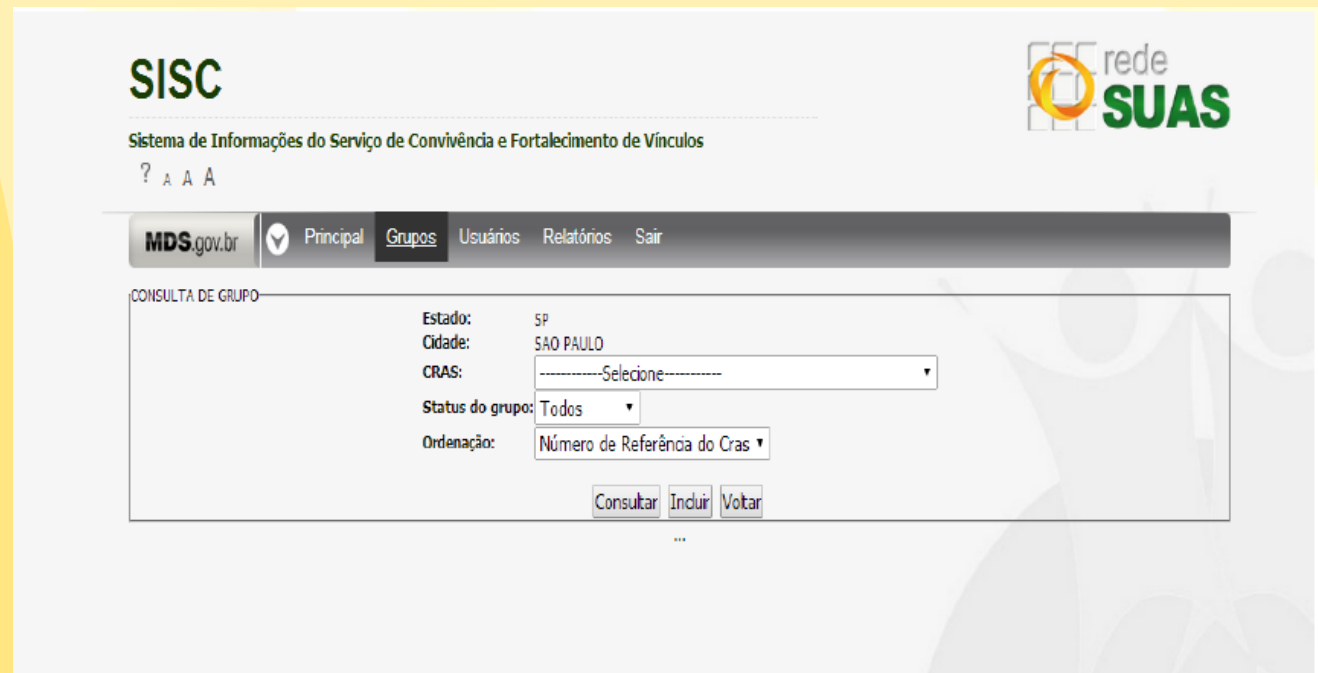 SISC
rede
SUAS
Sistema de Informações do Serviço de Convivência e Fortalecimento de Vínculos
? A A A
MDS.gov.br Principal Grupos Usuários Relatórios Sair
CONSULTA DE GRUPO
Estado: SP
Cidade: SAO PAULO
CRAS: ------------Selecione-----------
Status do grupo: Todos
Ordenação: Número de Referência do Cras
Consultar Incluir Voltar
...